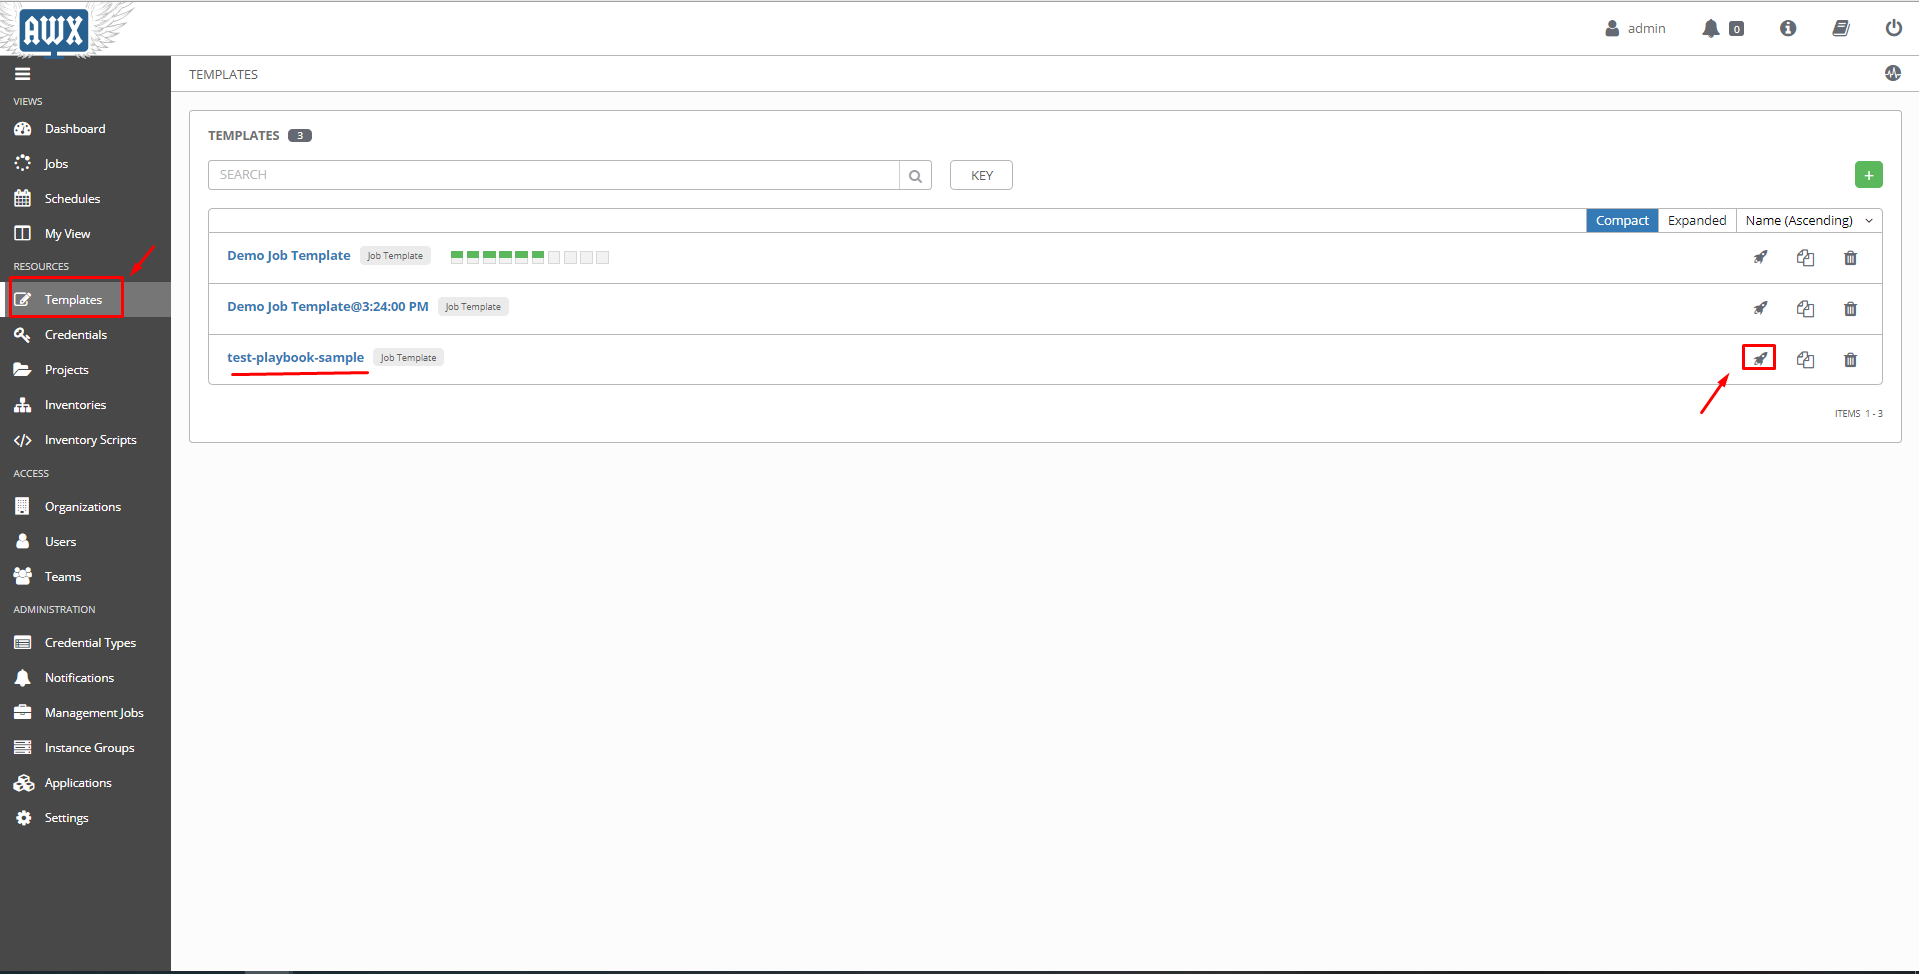 AWX
admin
0
VIEWS
Dashboard
Jobs
Schedules
My View
RESOURCES
Templates
Credentials
Projects
Inventories
Inventory Scripts
ACCESS
Organizations
Users
Teams
ADMINISTRATION
Credential Types
Notifications
Management Jobs
Instance Groups
Applications
Settings
TEMPLATES
TEMPLATES 3
SEARCH
KEY
+
Compact Expanded Name (Ascending)
Demo Job Template Job Template
Demo Job Template@3:24:00 PM Job Template
test-playbook-sample Job Template
ITEMS 1 - 3